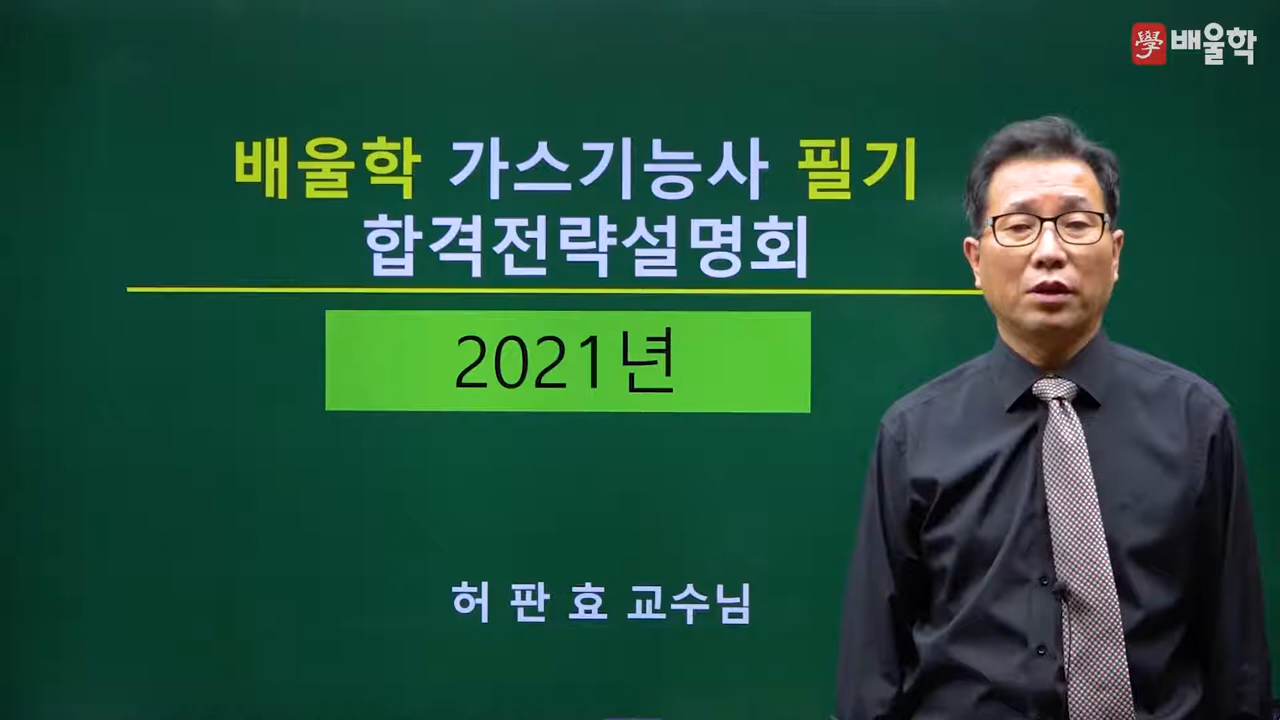 學 배울학
배울학 가스기능사 필기
합격전략설명회
2021년
허 판 효 교수님